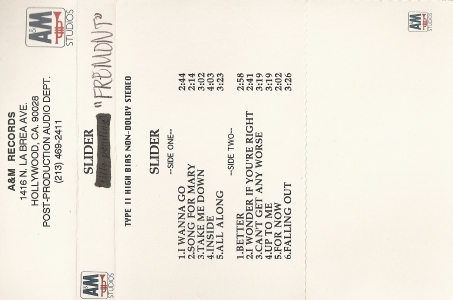 A&M
STUDIOS
A&M RECORDS
1416 N. LA BREA AVE.
HOLLYWOOD, CA. 90028
POST-PRODUCTION AUDIO DEPT.
(213) 469-2411
A&M
STUDIOS
SLIDER
"FREMONT"
TYPE II HIGH BIAS NON-DOLBY STEREO
SLIDER
--SIDE ONE--
1.I WANNA GO 2:44
2.SONG FOR MARY 2:14
3.TAKE ME DOWN 3:02
4.INSIDE 4:03
5.ALL ALONG 3:23
--SIDE TWO--
1.BETTER 2:58
2.I WONDER IF YOU'RE RIGHT 2:41
3.CAN'T GET ANY WORSE 3:19
4.UP TO ME 3:19
5.FOR NOW 2:02
6.FALLING OUT 3:26
A&M
STUDIOS